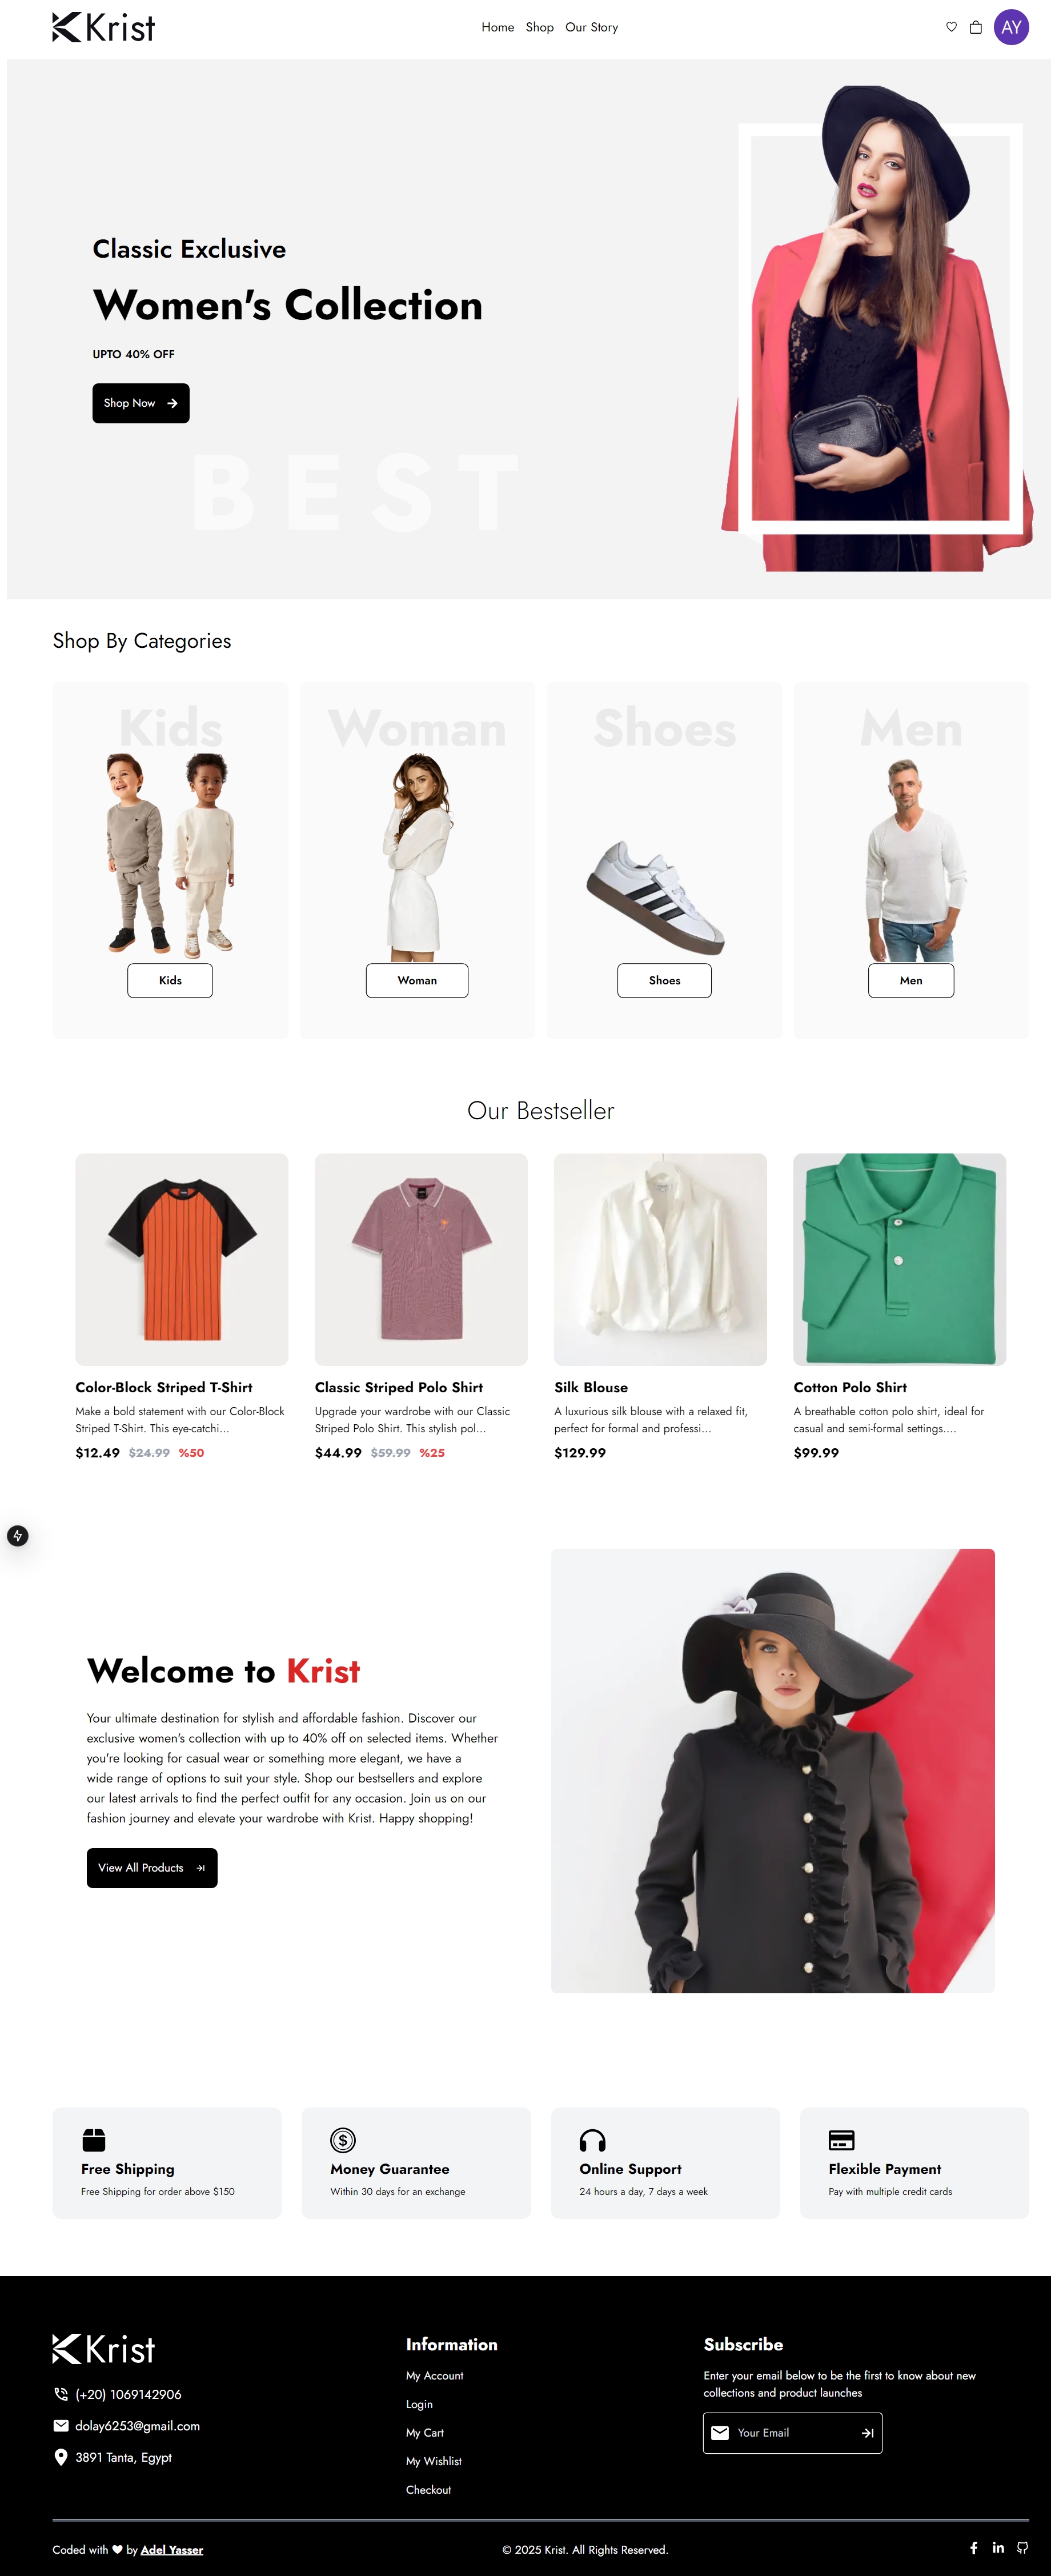 Krist
Home Shop Our Story
AY
Classic Exclusive
Women's Collection
UPTO 40% OFF
Shop Now
BEST
Shop By Categories
Kids
Woman
Shoes
Men
Kids
Woman
Shoes
Men
Our Bestseller
Color-Block Striped T-Shirt
Make a bold statement with our Color-Block
Striped T-Shirt. This eye-catchi...
$12.49 $24.99 %50
Classic Striped Polo Shirt
Upgrade your wardrobe with our Classic
Striped Polo Shirt. This stylish pol...
$44.99 $59.99 %25
Silk Blouse
A luxurious silk blouse with a relaxed fit,
perfect for formal and professi...
$129.99
Cotton Polo Shirt
A breathable cotton polo shirt, ideal for
casual and semi-formal settings....
$99.99
Welcome to Krist
Your ultimate destination for stylish and affordable fashion. Discover our
exclusive women's collection with up to 40% off on selected items. Whether
you're looking for casual wear or something more elegant, we have a
wide range of options to suit your style. Shop our bestsellers and explore
our latest arrivals to find the perfect outfit for any occasion. Join us on our
fashion journey and elevate your wardrobe with Krist. Happy shopping!
View All Products
Free Shipping
Free Shipping for order above $150
Money Guarantee
Within 30 days for an exchange
Online Support
24 hours a day, 7 days a week
Flexible Payment
Pay with multiple credit cards
Krist
(+20) 1069142906
dolay6253@gmail.com
3891 Tanta, Egypt
Information
My Account
Login
My Cart
My Wishlist
Checkout
Subscribe
Enter your email below to be the first to know about new
collections and product launches
Your Email
Coded with ♥ by Adel Yasser
© 2025 Krist. All Rights Reserved.